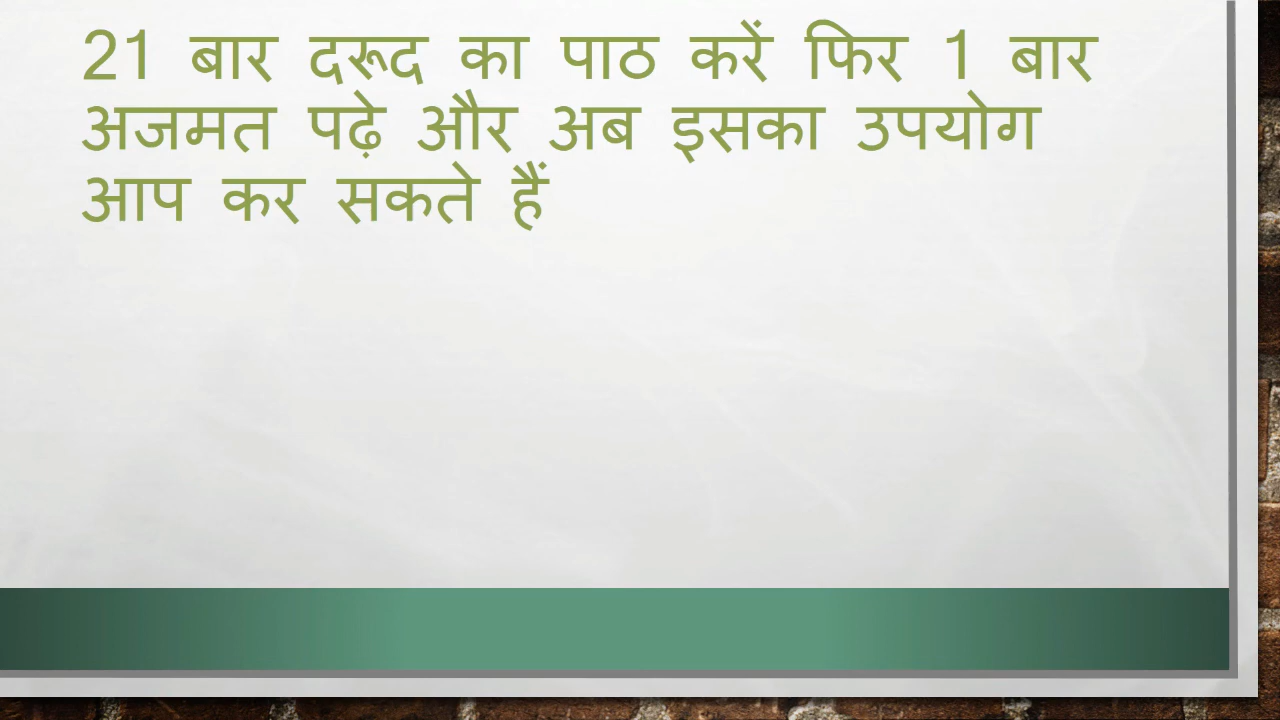 21 बार दरूद का पाठ करें फिर 1 बार
अजमत पढ़े और अब इसका उपयोग
आप कर सकते हैं